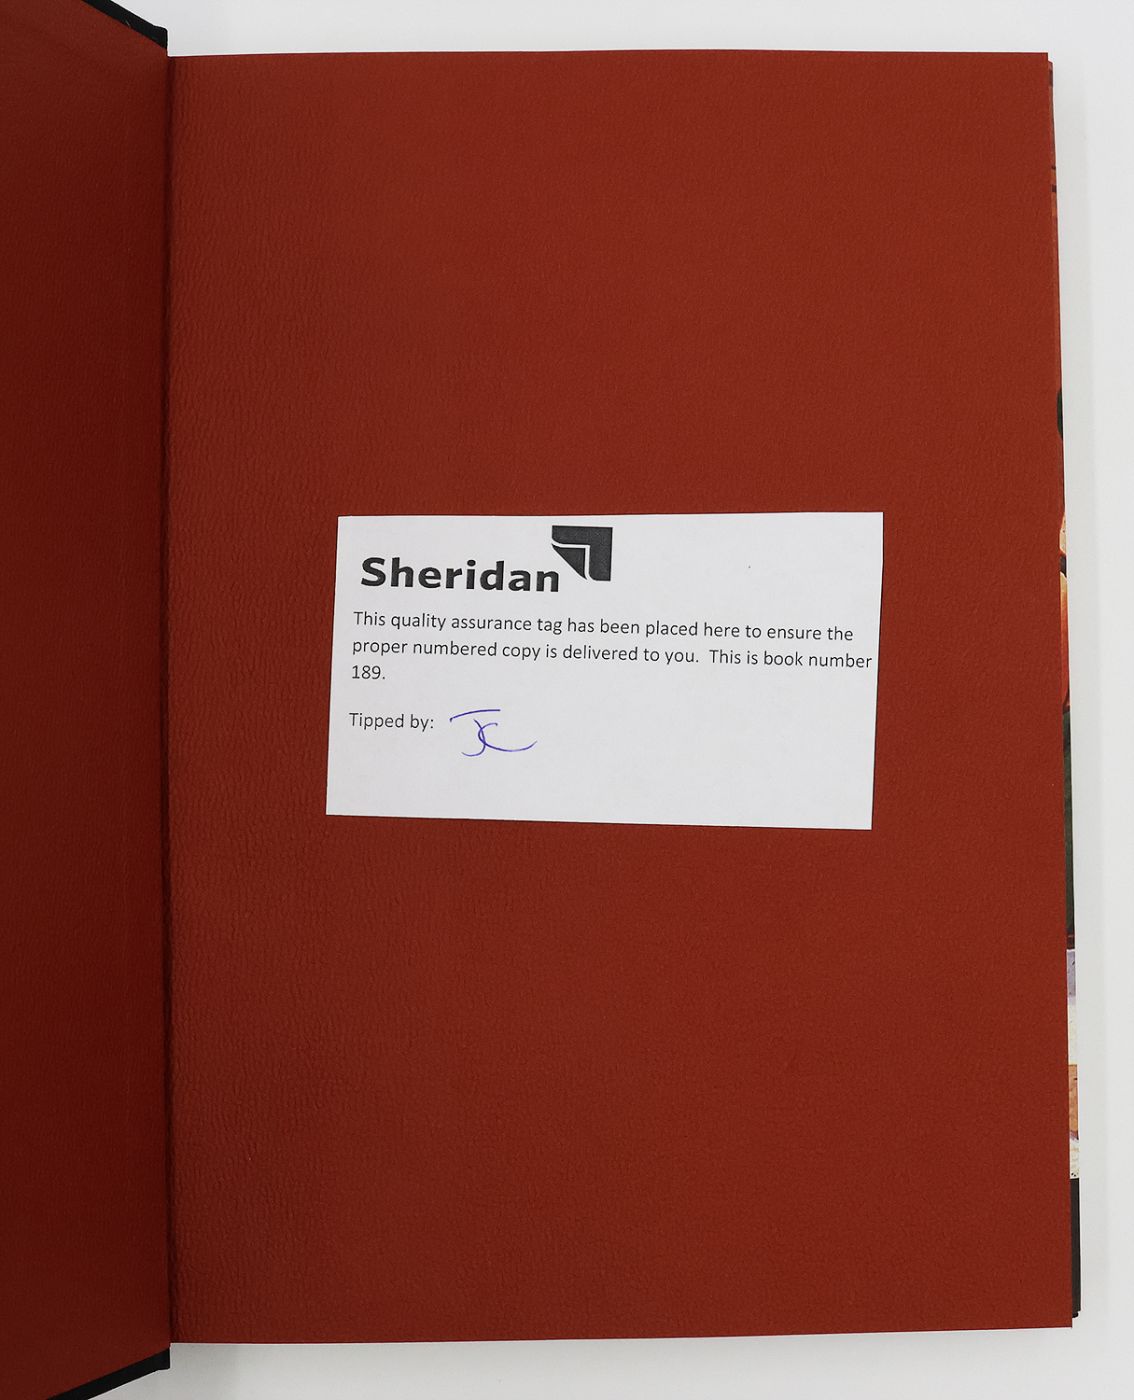 Sheridan
This quality assurance tag has been placed here to ensure the
proper numbered copy is delivered to you.  This is book number
189.
Tipped by: JC